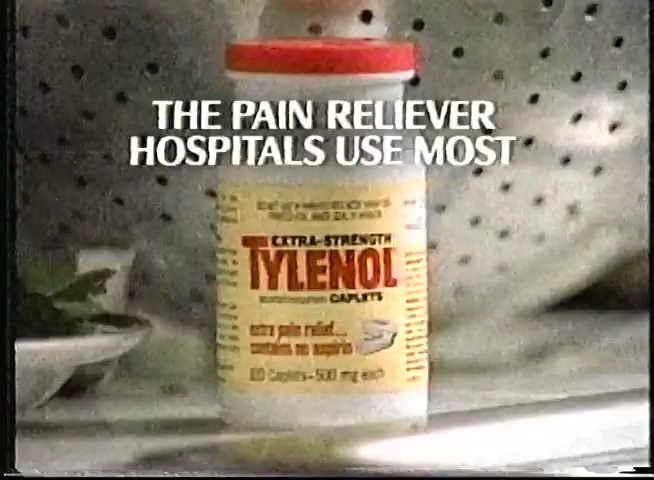 THE PAIN RELIEVER
HOSPITALS USE MOST
EXTRA-STRENGTH
TYLENOL
acetaminophen CAPLETS
extra pain relief...
contains no aspirin
Caplets - 500 mg each